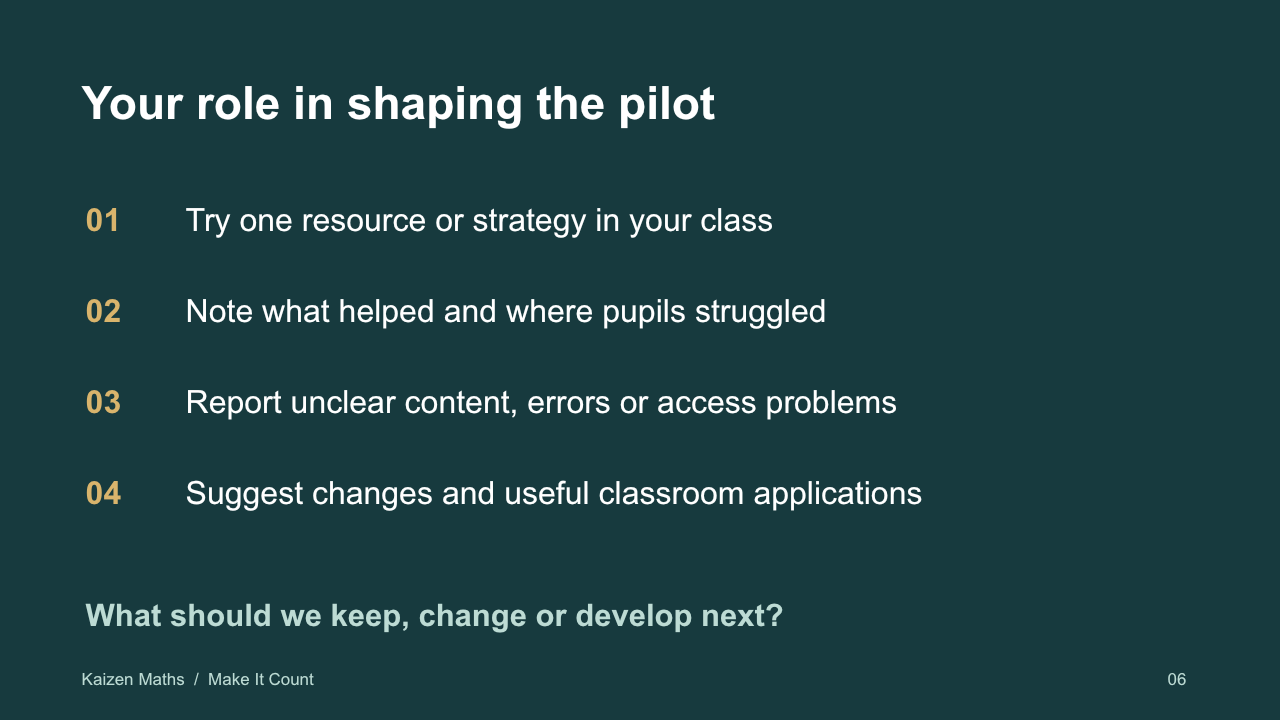 Your role in shaping the pilot
01 Try one resource or strategy in your class
02 Note what helped and where pupils struggled
03 Report unclear content, errors or access problems
04 Suggest changes and useful classroom applications
What should we keep, change or develop next?
Kaizen Maths / Make It Count 06